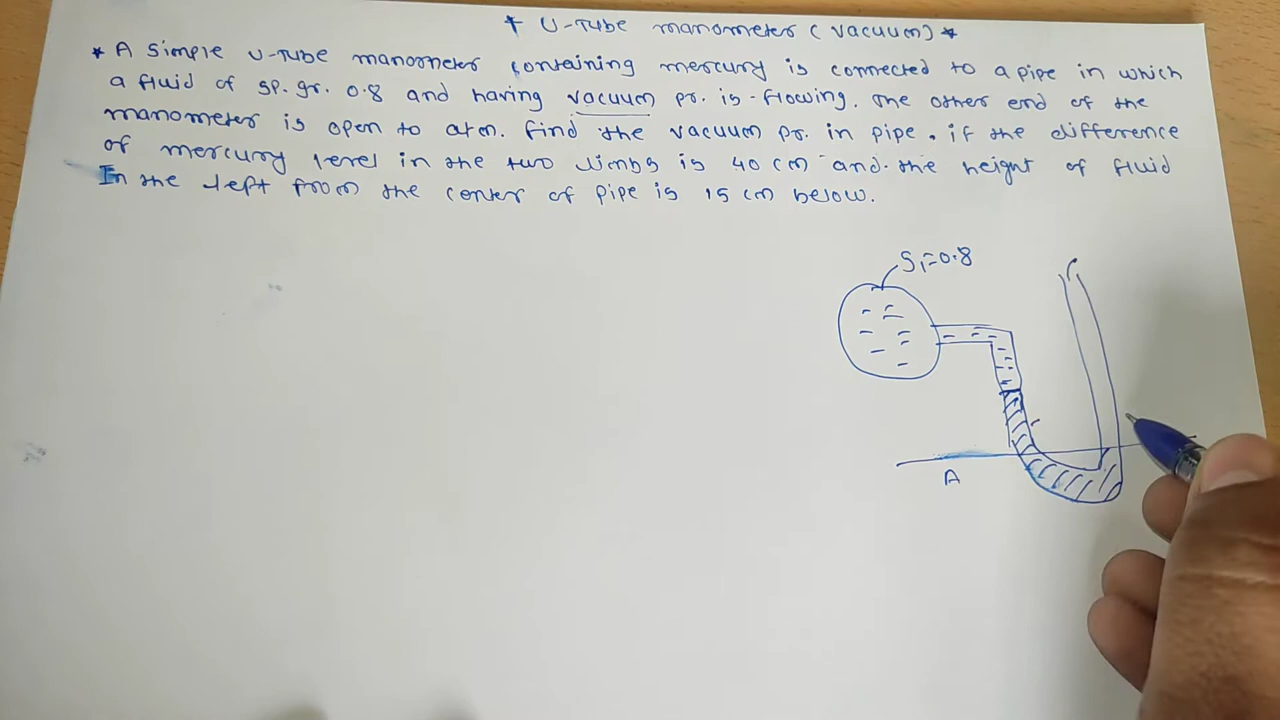 * U-Tube manometer (vacuum) *
* A simple U-Tube manometer containing mercury is connected to a pipe in which
a fluid of sp. gr. 0.8 and having vacuum pr. is flowing. The other end of the
manometer is open to atm. find the vacuum pr. in pipe. if the difference
of mercury level in the two limbs is 40 cm and the height of fluid
In the left from the center of pipe is 15 cm below.
S₁=0.8
A